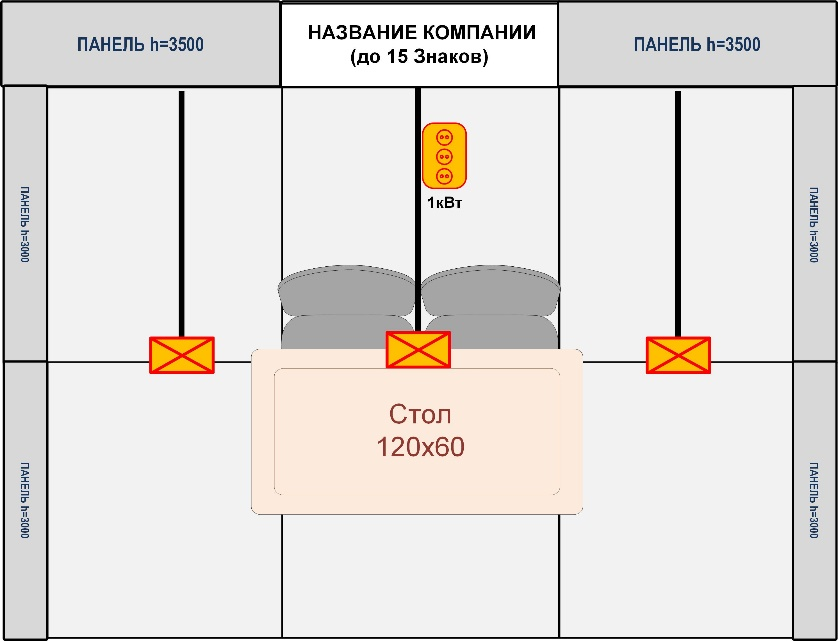 ПАНЕЛЬ h=3500
НАЗВАНИЕ КОМПАНИИ
(до 15 Знаков)
ПАНЕЛЬ h=3500
1кВт
ПАНЕЛЬ h=3000
ПАНЕЛЬ h=3000
Стол
120х60
ПАНЕЛЬ h=3000
ПАНЕЛЬ h=3000